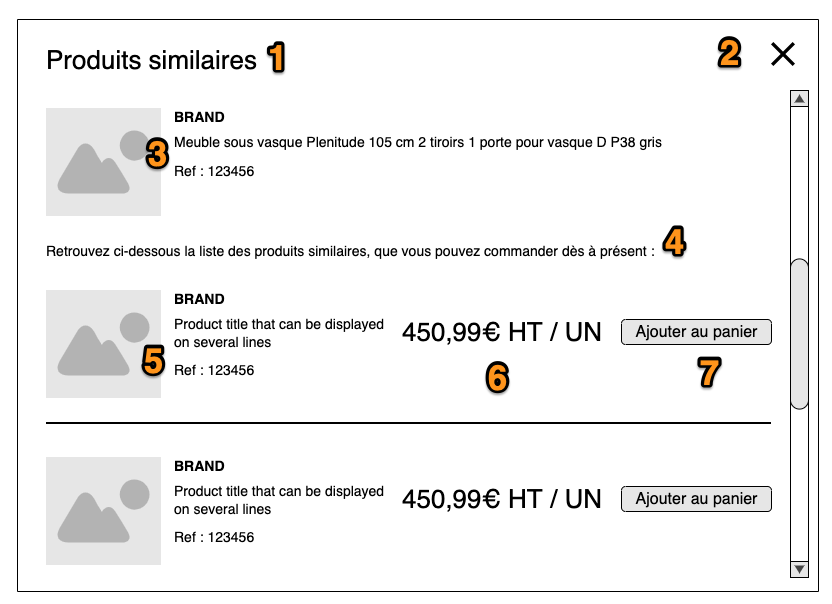 Produits similaires 1
2
BRAND
Meuble sous vasque Plenitude 105 cm 2 tiroirs 1 porte pour vasque D P38 gris
3
Ref : 123456
Retrouvez ci-dessous la liste des produits similaires, que vous pouvez commander dès à présent : 4
BRAND
Product title that can be displayed
on several lines
5
Ref : 123456
450,99€ HT / UN
6
Ajouter au panier
7
BRAND
Product title that can be displayed
on several lines
Ref : 123456
450,99€ HT / UN
Ajouter au panier